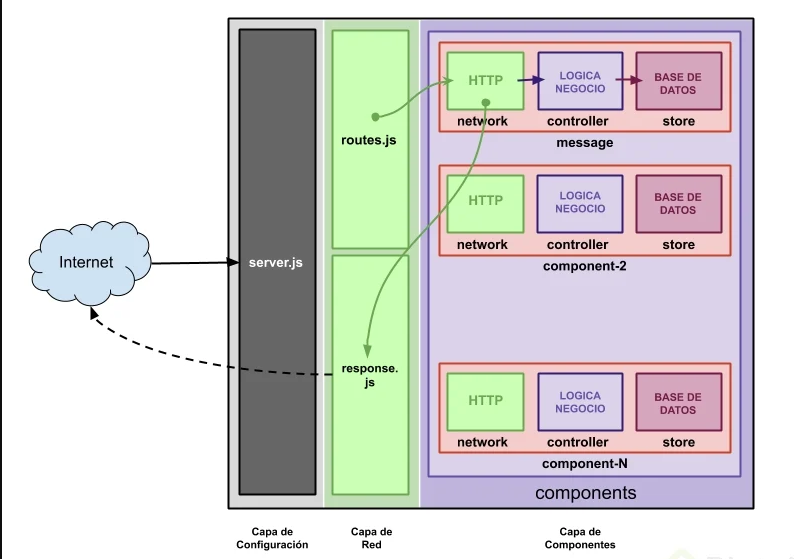 Internet
server.js
routes.js
response.
js
HTTP
LOGICA
NEGOCIO
BASE DE
DATOS
network
controller
store
message
HTTP
LOGICA
NEGOCIO
BASE DE
DATOS
network
controller
store
component-2
HTTP
LOGICA
NEGOCIO
BASE DE
DATOS
network
controller
store
component-N
components
Capa de
Configuración
Capa de
Red
Capa de
Componentes